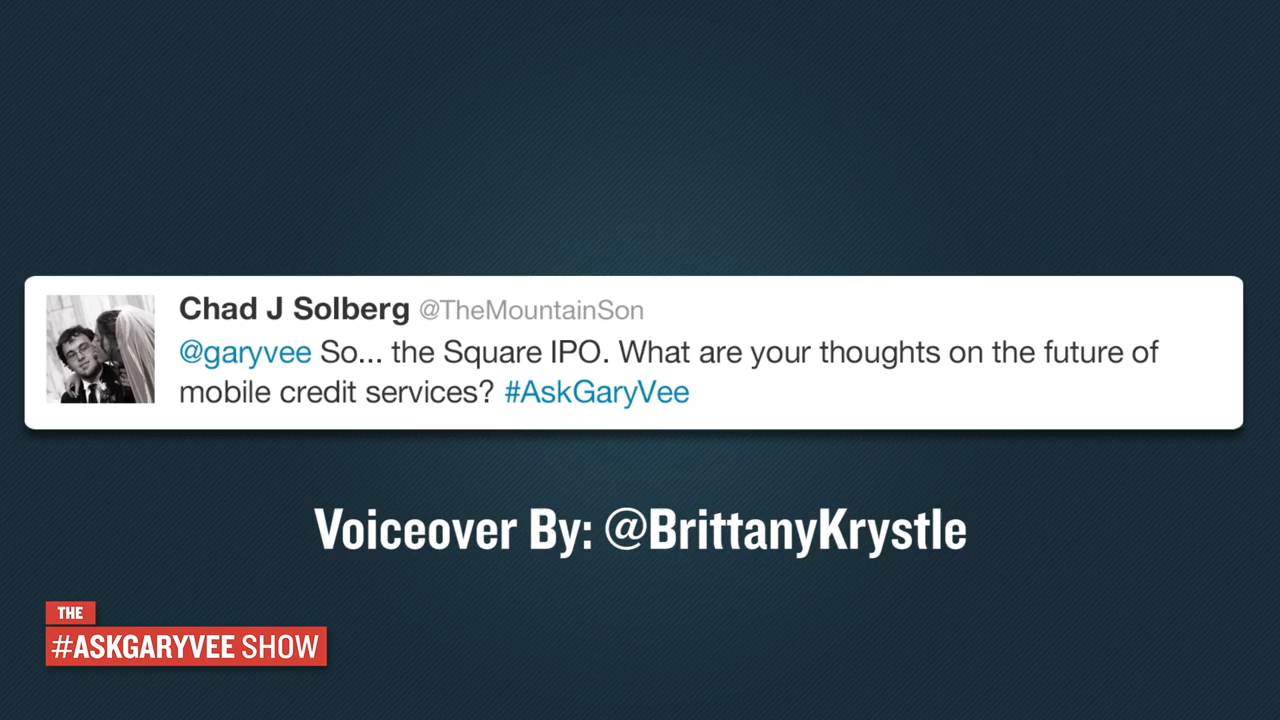 Chad J Solberg @TheMountainSon
@garyvee So... the Square IPO. What are your thoughts on the future of
mobile credit services? #AskGaryVee
Voiceover By: @BrittanyKrystle
THE
#ASKGARYVEE SHOW